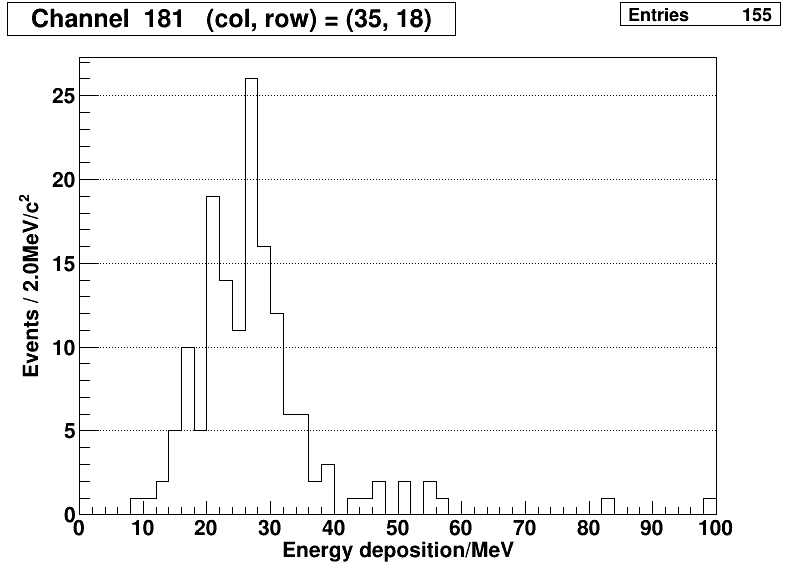 Channel 181 (col, row) = (35, 18)
Entries 155
Events / 2.0MeV/c²
25
20
15
10
5
0
0 10 20 30 40 50 60 70 80 90 100
Energy deposition/MeV